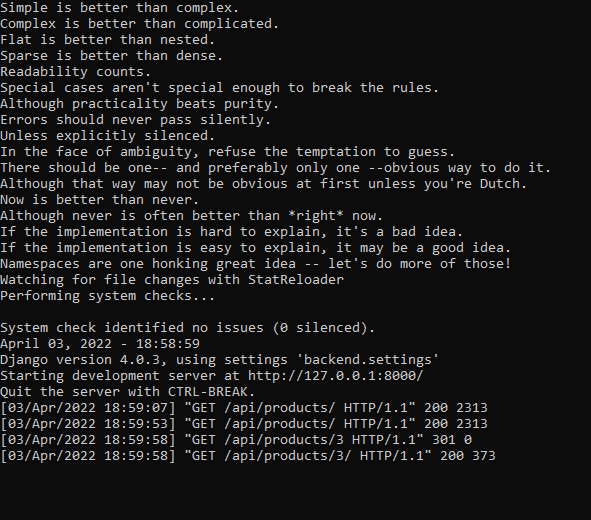 Simple is better than complex.
Complex is better than complicated.
Flat is better than nested.
Sparse is better than dense.
Readability counts.
Special cases aren't special enough to break the rules.
Although practicality beats purity.
Errors should never pass silently.
Unless explicitly silenced.
In the face of ambiguity, refuse the temptation to guess.
There should be one-- and preferably only one --obvious way to do it.
Although that way may not be obvious at first unless you're Dutch.
Now is better than never.
Although never is often better than *right* now.
If the implementation is hard to explain, it's a bad idea.
If the implementation is easy to explain, it may be a good idea.
Namespaces are one honking great idea -- let's do more of those!
Watching for file changes with StatReloader
Performing system checks...
System check identified no issues (0 silenced).
April 03, 2022 - 18:58:59
Django version 4.0.3, using settings 'backend.settings'
Starting development server at http://127.0.0.1:8000/
Quit the server with CTRL-BREAK.
[03/Apr/2022 18:59:07] "GET /api/products/ HTTP/1.1" 200 2313
[03/Apr/2022 18:59:53] "GET /api/products/ HTTP/1.1" 200 2313
[03/Apr/2022 18:59:58] "GET /api/products/3 HTTP/1.1" 301 0
[03/Apr/2022 18:59:58] "GET /api/products/3/ HTTP/1.1" 200 373